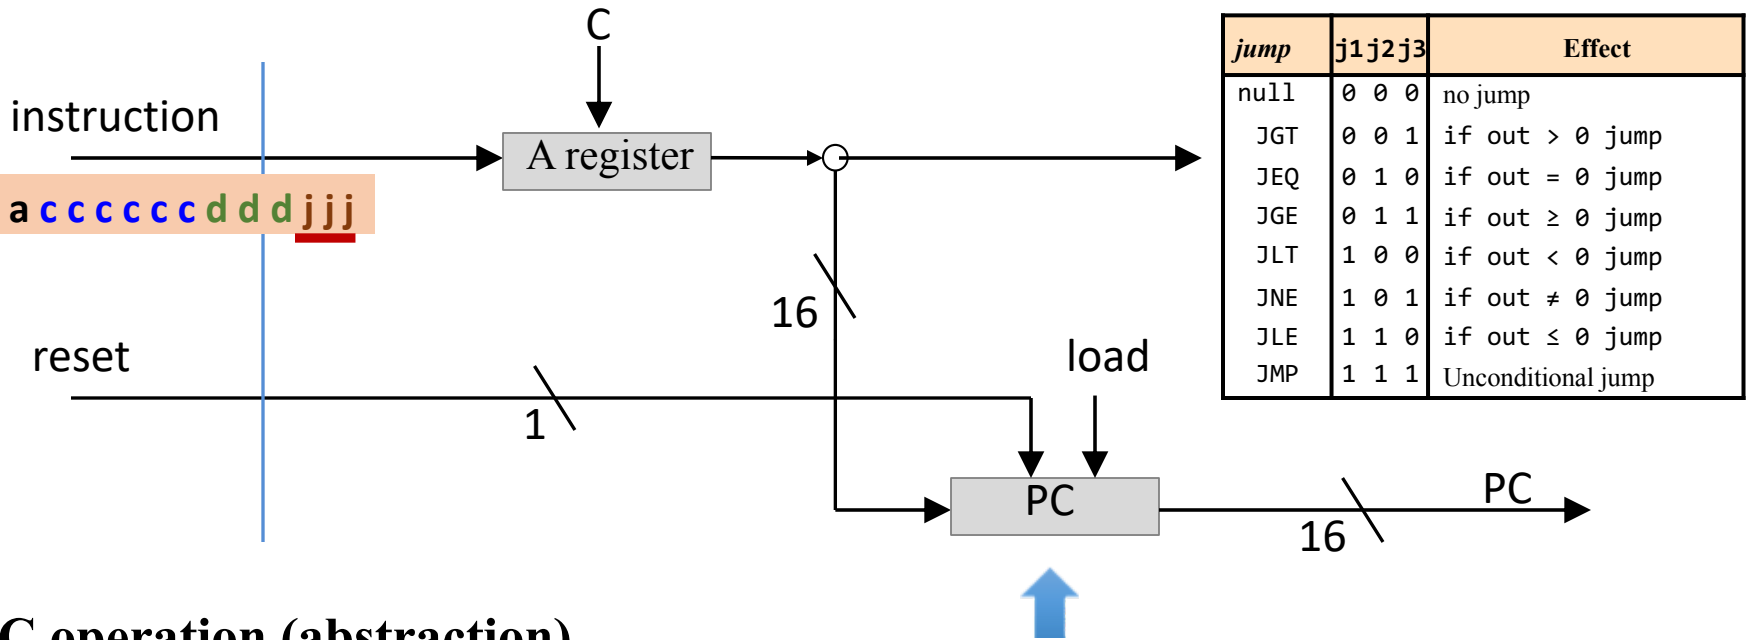 C
instruction
A register
a c c c c c c d d d j j j
16
reset
1
load
PC
PC
16
jump j1 j2 j3 Effect
null 0 0 0 no jump
JGT 0 0 1 if out > 0 jump
JEQ 0 1 0 if out = 0 jump
JGE 0 1 1 if out ≥ 0 jump
JLT 1 0 0 if out < 0 jump
JNE 1 0 1 if out ≠ 0 jump
JLE 1 1 0 if out ≤ 0 jump
JMP 1 1 1 Unconditional jump
C operation (abstraction)